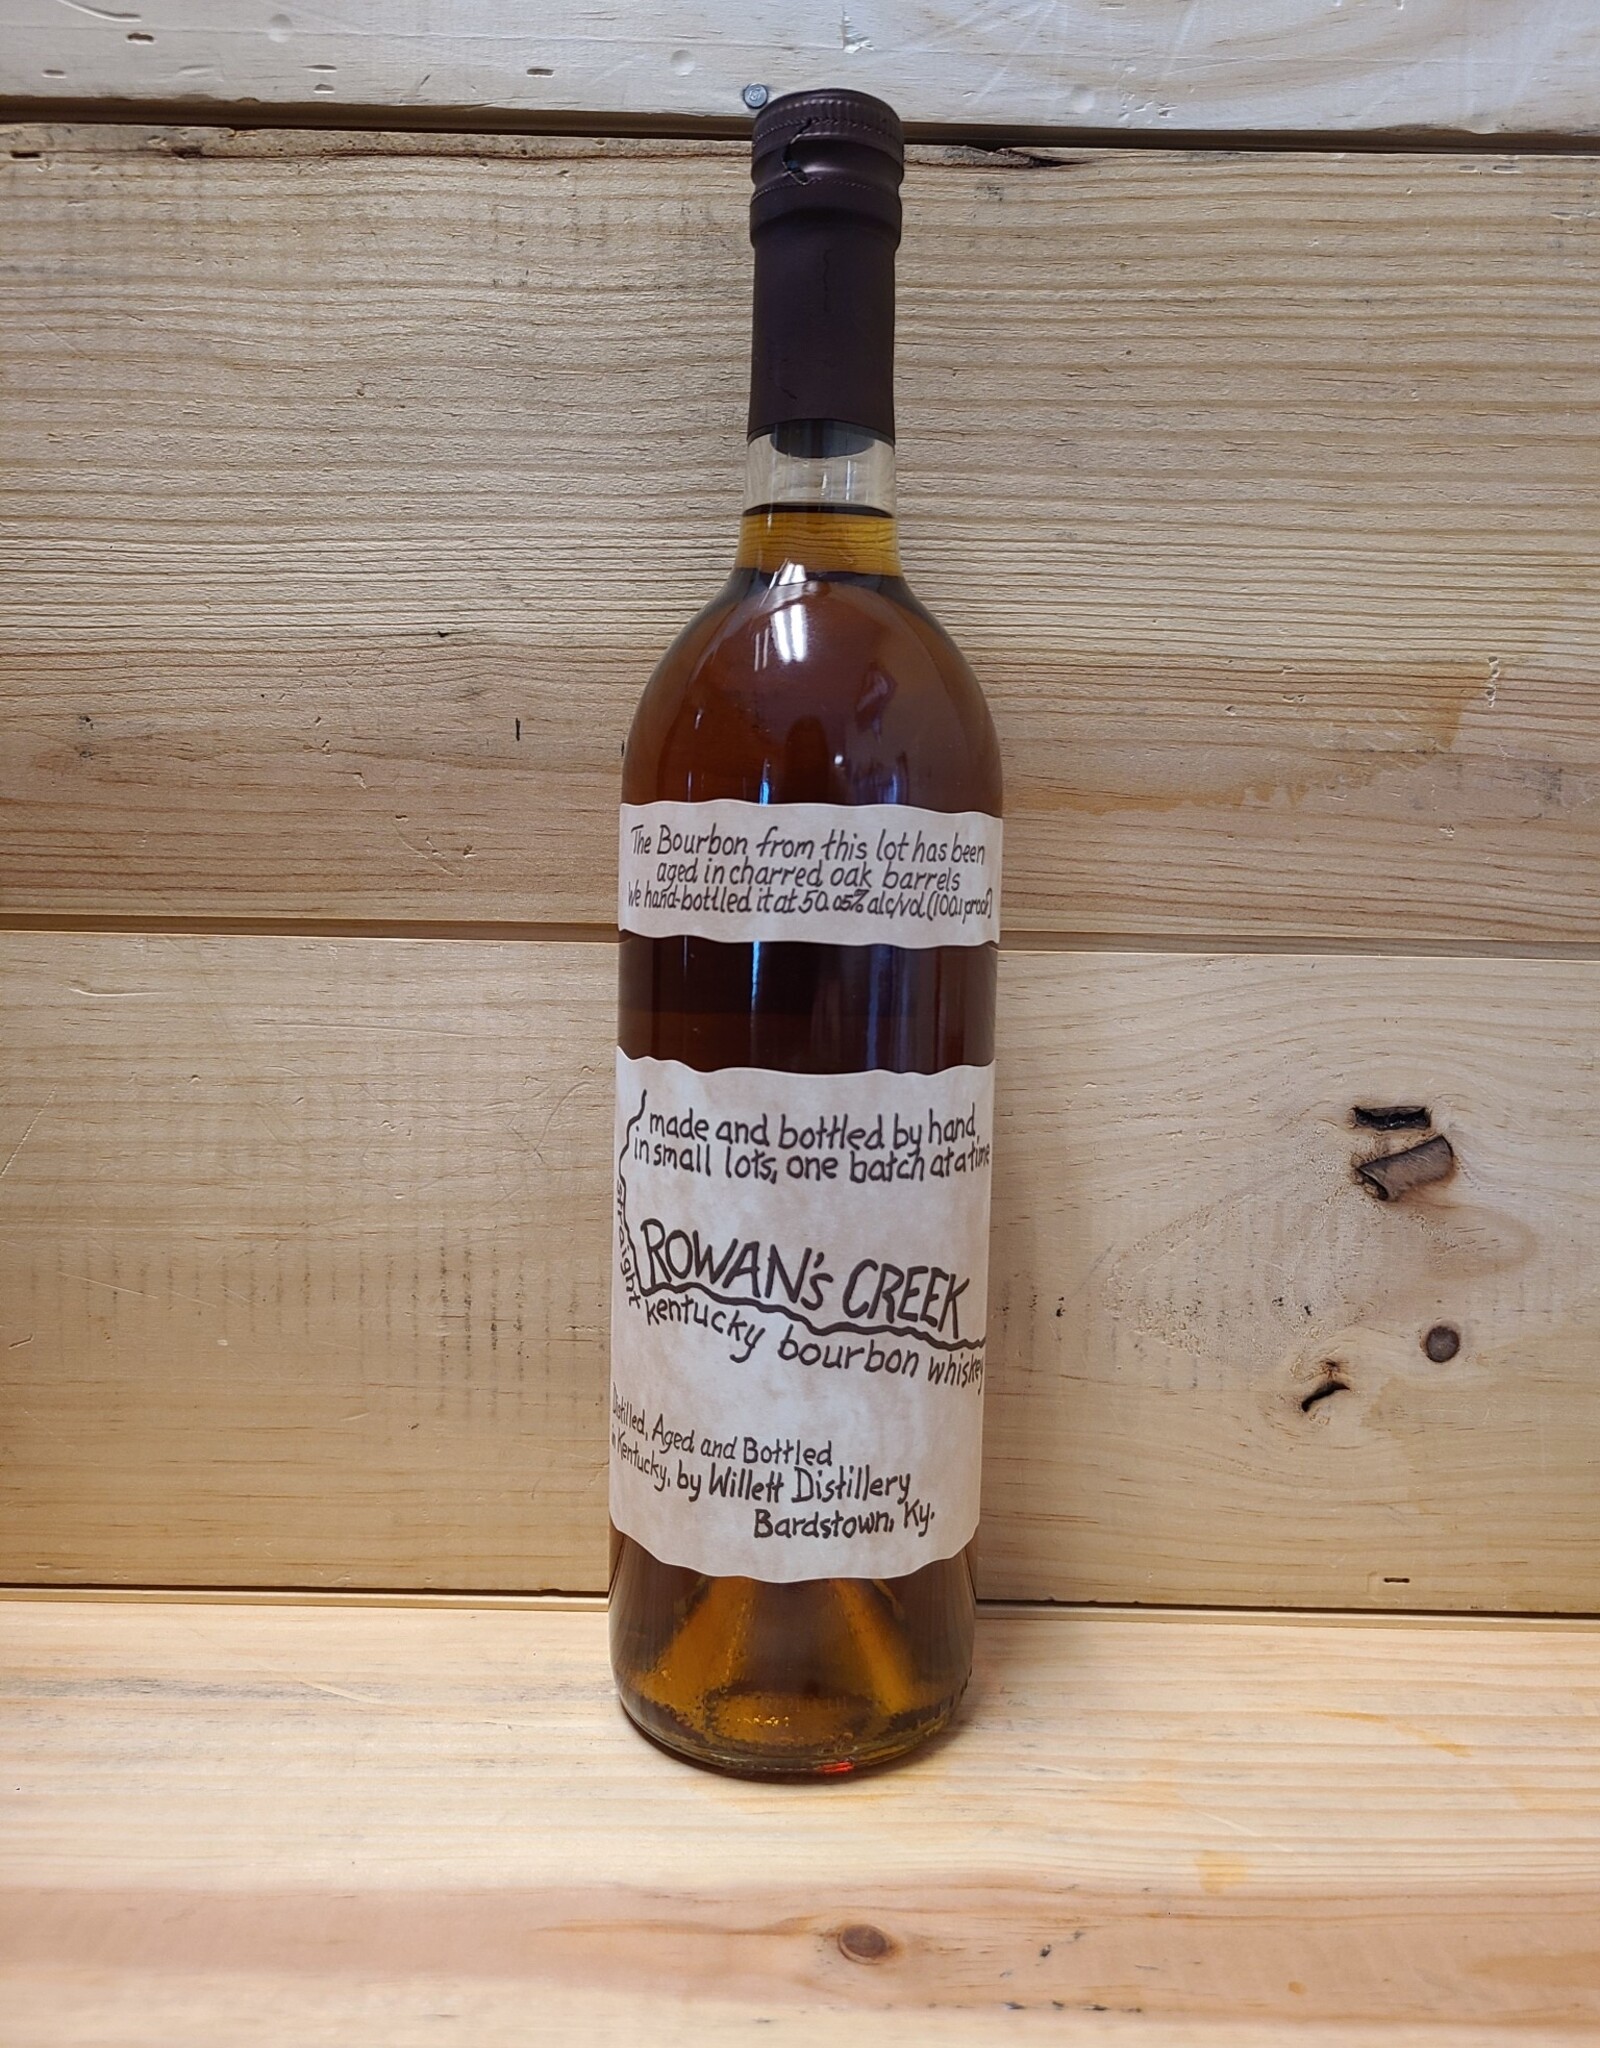 The Bourbon from this lot has been
aged in charred oak barrels
We hand-bottled it at 50.05% alc/vol (100.1 proof)
made and bottled by hand
in small lots, one batch at a time
ROWAN's CREEK
straight
kentucky bourbon whiskey
Distilled, Aged and Bottled
in Kentucky, by Willett Distillery
Bardstown, Ky.